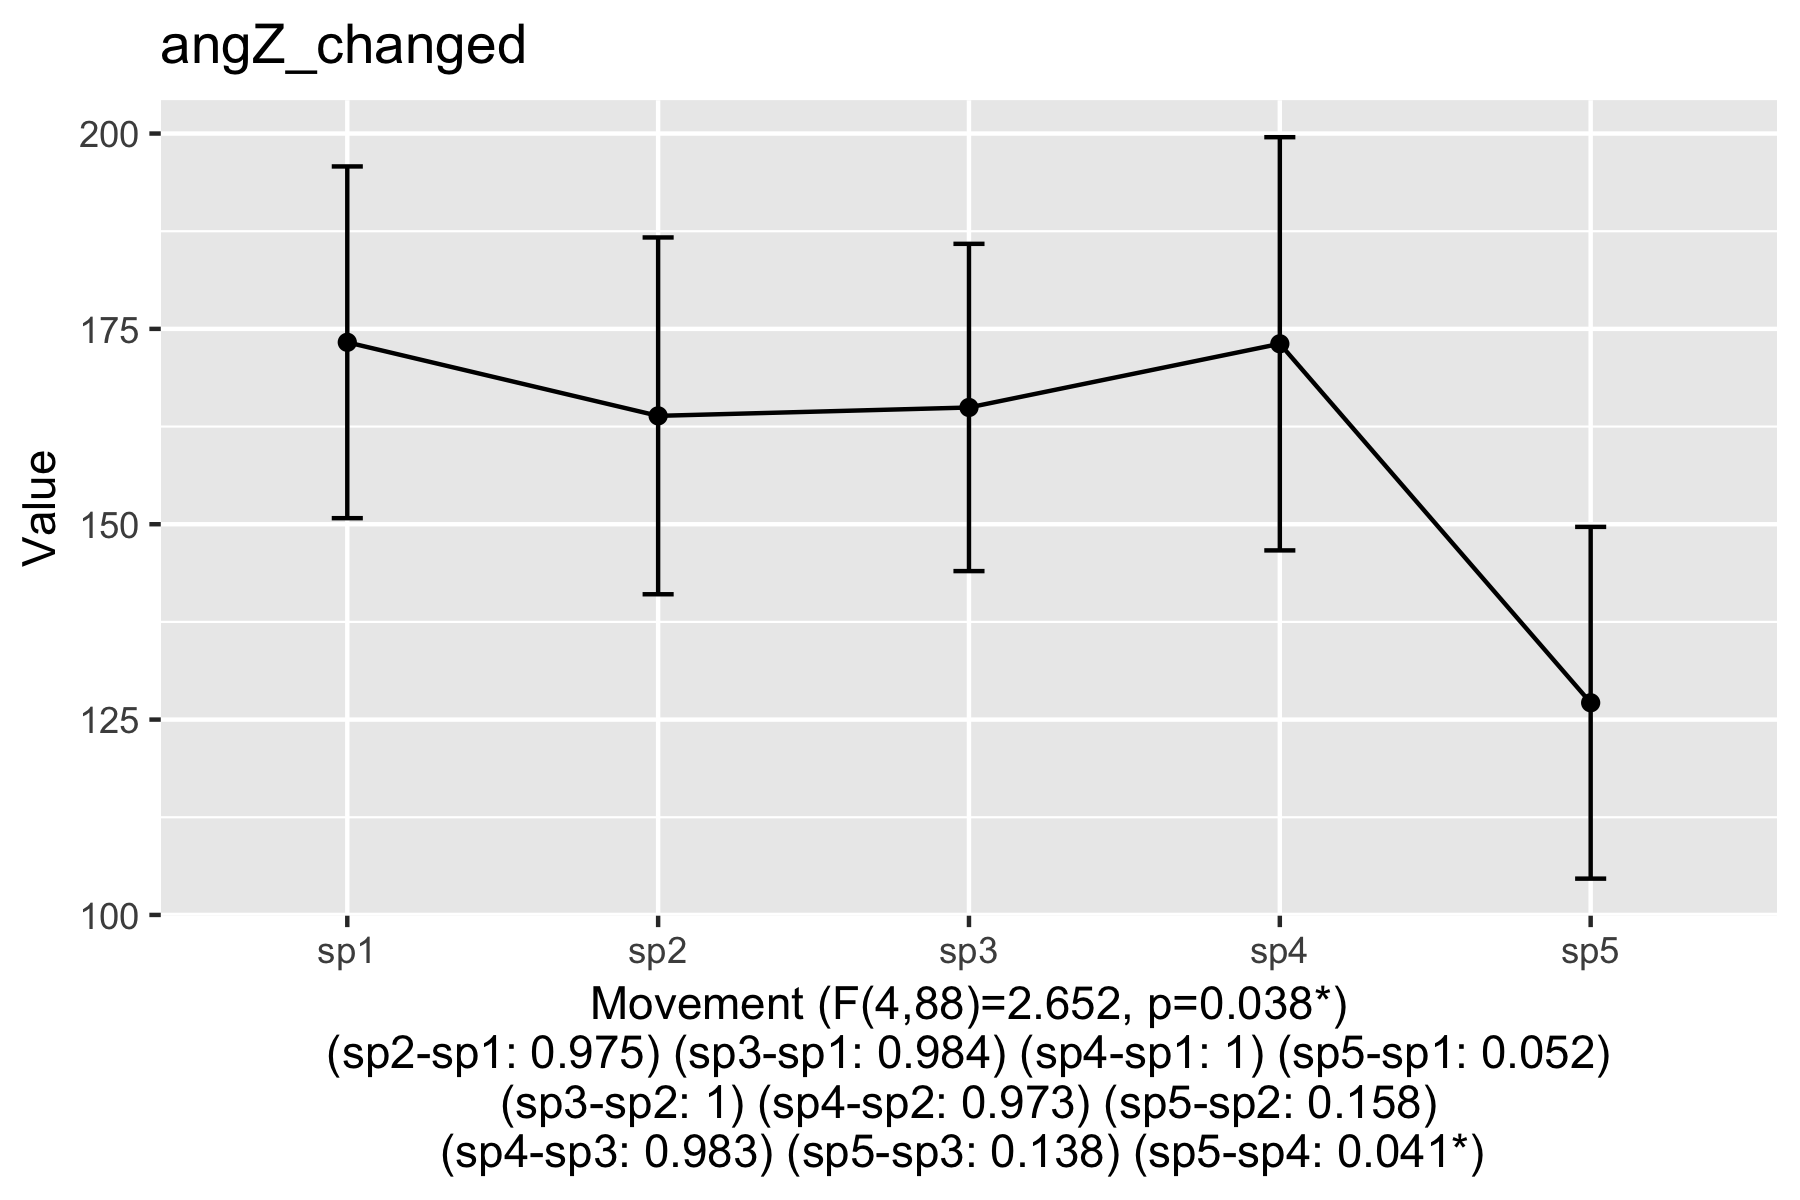 angZ_changed
200
175
150
125
100
Value
sp1 sp2 sp3 sp4 sp5
Movement (F(4,88)=2.652, p=0.038*)
(sp2-sp1: 0.975) (sp3-sp1: 0.984) (sp4-sp1: 1) (sp5-sp1: 0.052)
(sp3-sp2: 1) (sp4-sp2: 0.973) (sp5-sp2: 0.158)
(sp4-sp3: 0.983) (sp5-sp3: 0.138) (sp5-sp4: 0.041*)